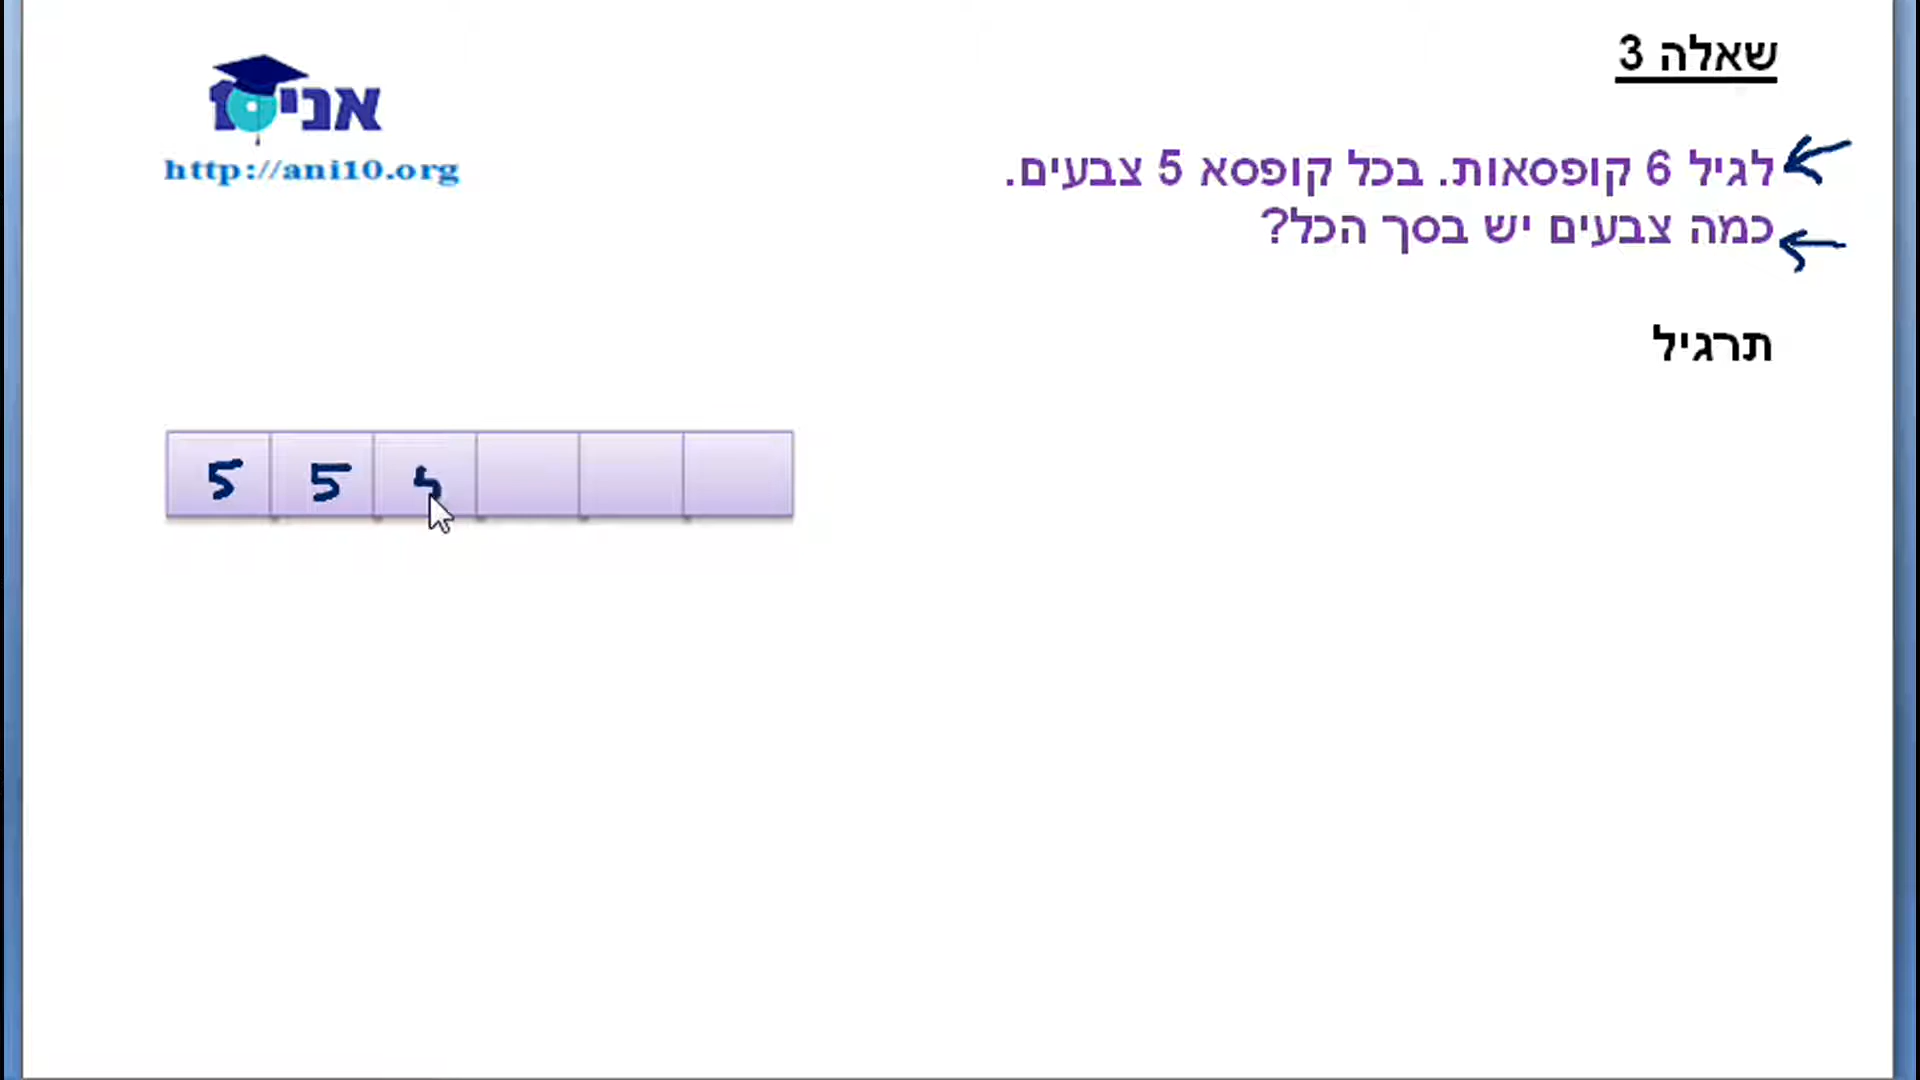 שאלה 3
אני10
http://ani10.org
לגיל 6 קופסאות. בכל קופסא 5 צבעים.
כמה צבעים יש בסך הכל?
תרגיל
5 5